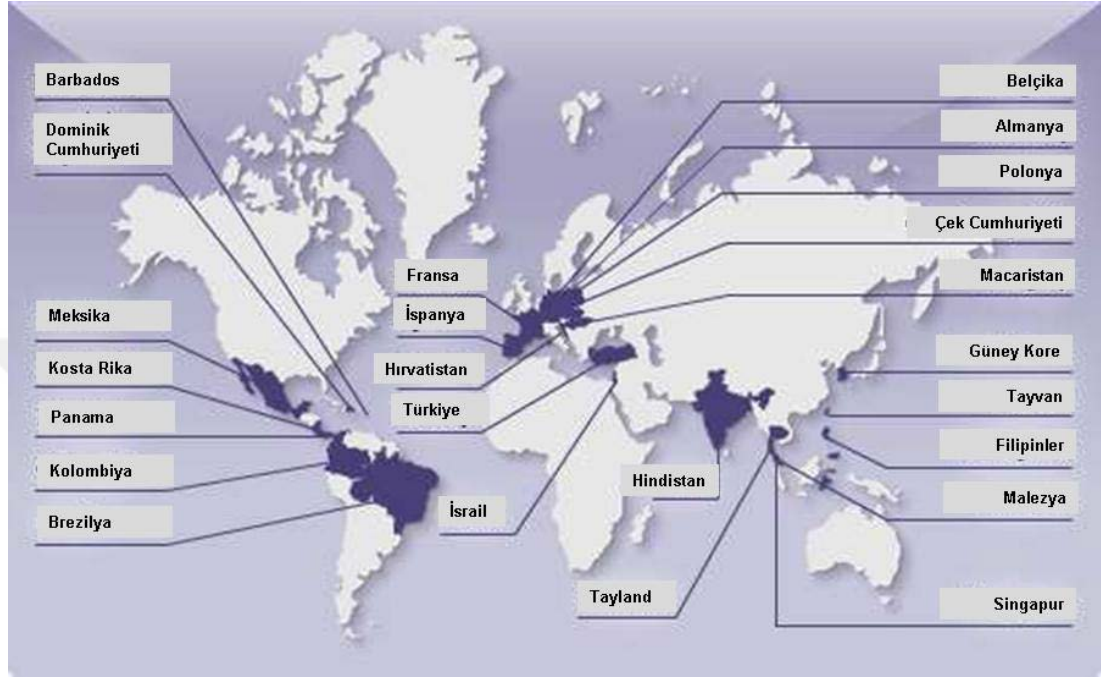 Barbados
Dominik
Cumhuriyeti
Meksika
Kosta Rika
Panama
Kolombiya
Brezilya
Fransa
İspanya
Hırvatistan
Türkiye
İsrail
Hindistan
Tayland
Belçika
Almanya
Polonya
Çek Cumhuriyeti
Macaristan
Güney Kore
Tayvan
Filipinler
Malezya
Singapur